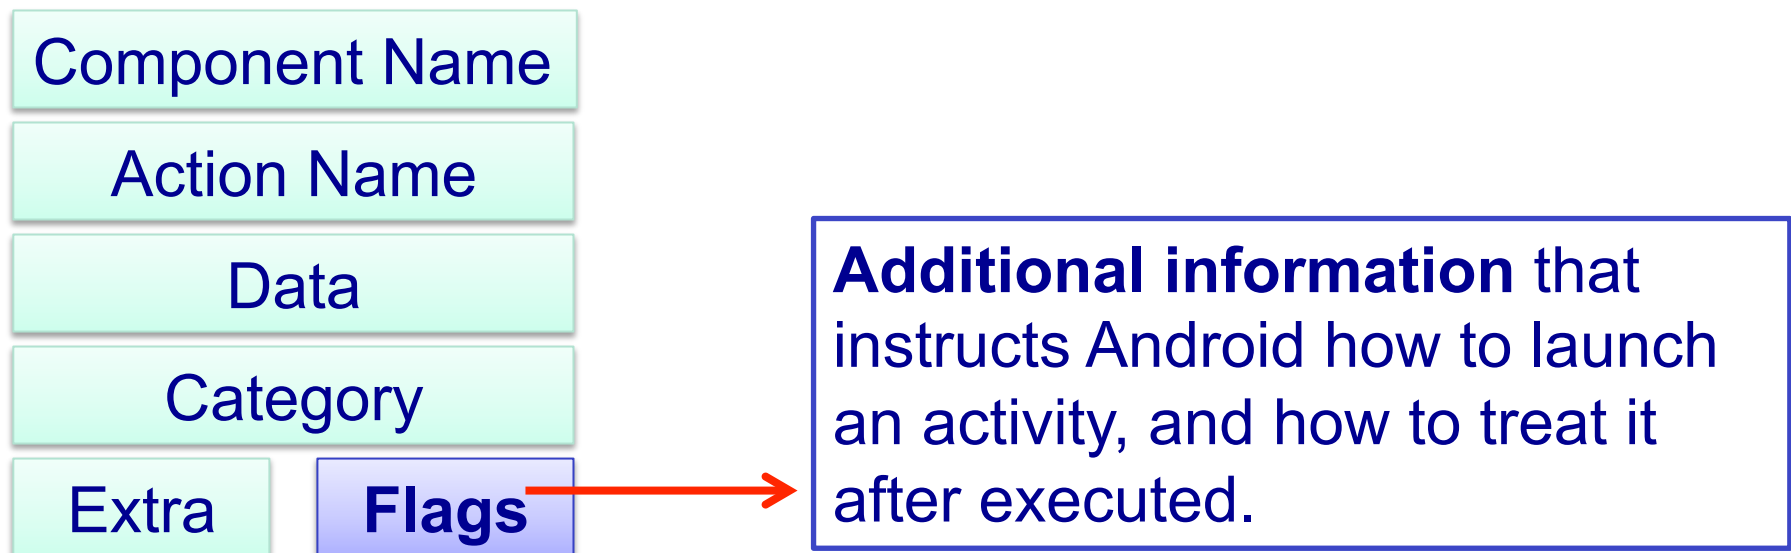 Component Name
Action Name
Data
Category
Extra
Flags
Additional information that
instructs Android how to launch
an activity, and how to treat it
after executed.